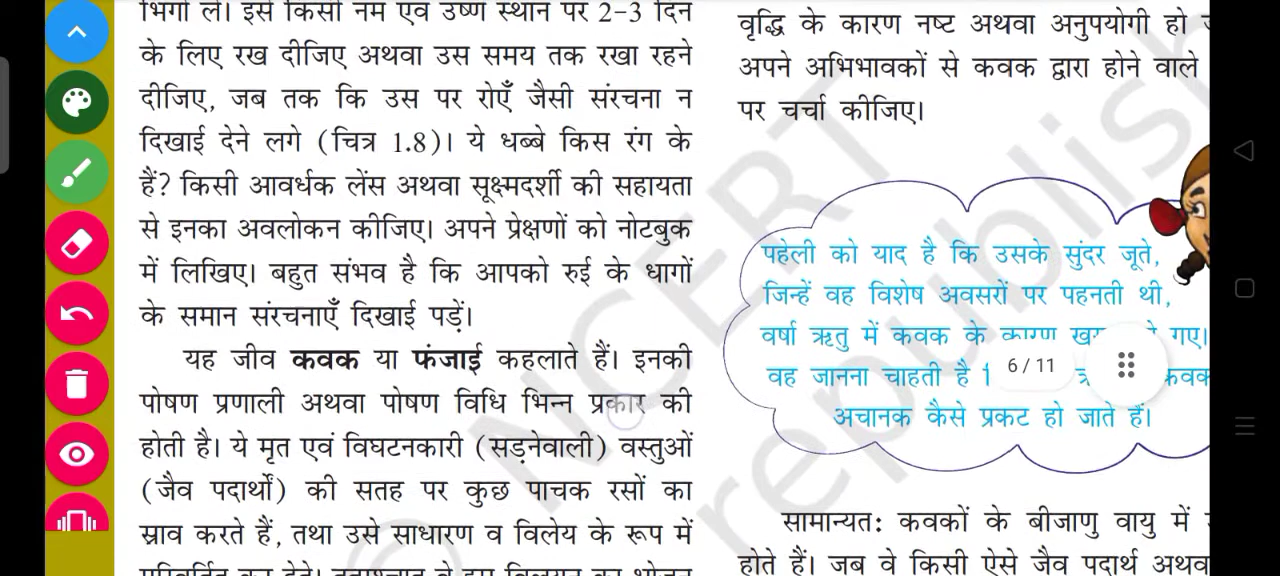 भिगो लें। इसे किसी नम एवं उष्ण स्थान पर 2-3 दिन
के लिए रख दीजिए अथवा उस समय तक रखा रहने
दीजिए, जब तक कि उस पर रोएँ जैसी संरचना न
दिखाई देने लगे (चित्र 1.8)। ये धब्बे किस रंग के
हैं? किसी आवर्धक लेंस अथवा सूक्ष्मदर्शी की सहायता
से इनका अवलोकन कीजिए। अपने प्रेक्षणों को नोटबुक
में लिखिए। बहुत संभव है कि आपको रुई के धागों
के समान संरचनाएँ दिखाई पड़ें।
यह जीव कवक या फंजाई कहलाते हैं। इनकी
पोषण प्रणाली अथवा पोषण विधि भिन्न प्रकार की
होती है। ये मृत एवं विघटनकारी (सड़नेवाली) वस्तुओं
(जैव पदार्थों) की सतह पर कुछ पाचक रसों का
स्राव करते हैं, तथा उसे साधारण व विलेय के रूप में
वृद्धि के कारण नष्ट अथवा अनुपयोगी हो
अपने अभिभावकों से कवक द्वारा होने वाले
पर चर्चा कीजिए।
पहेली को याद है कि उसके सुंदर जूते,
जिन्हें वह विशेष अवसरों पर पहनती थी,
वर्षा ऋतु में कवक के कारण गए।
वह जानना चाहती है कवक
अचानक कैसे प्रकट हो जाते हैं।
6 / 11
सामान्यत: कवकों के बीजाणु वायु में
होते हैं। जब वे किसी ऐसे जैव पदार्थ
© NCERT
republish